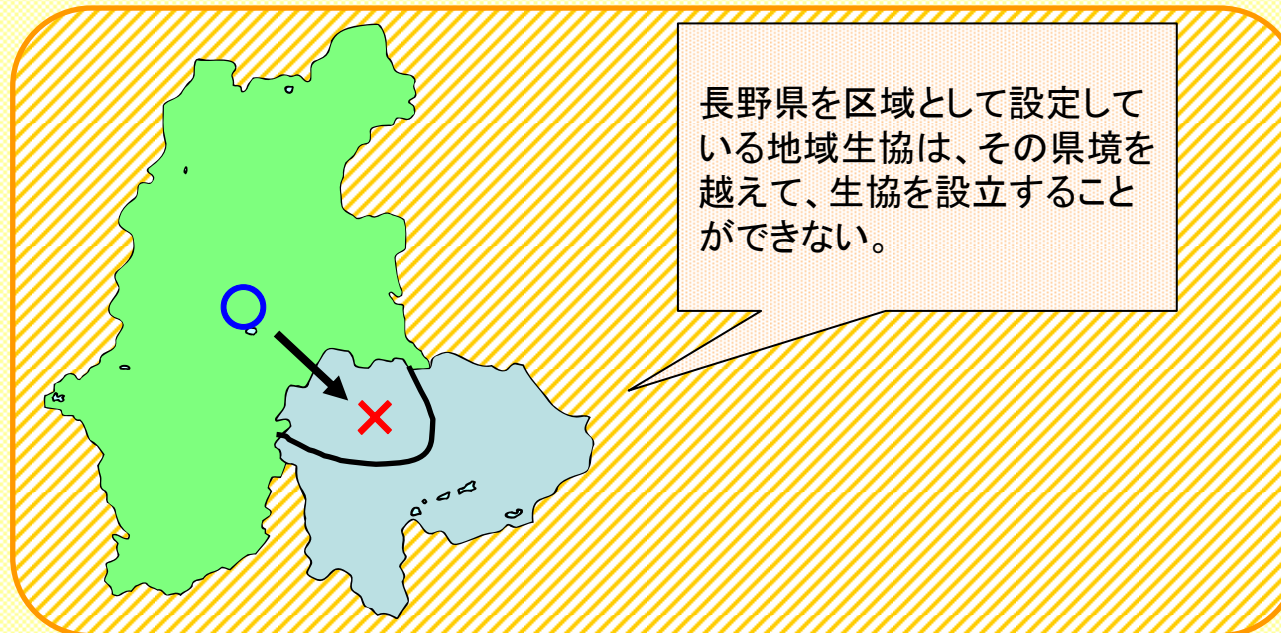 長野県を区域として設定して
いる地域生協は、その県境を
越えて、生協を設立すること
ができない。